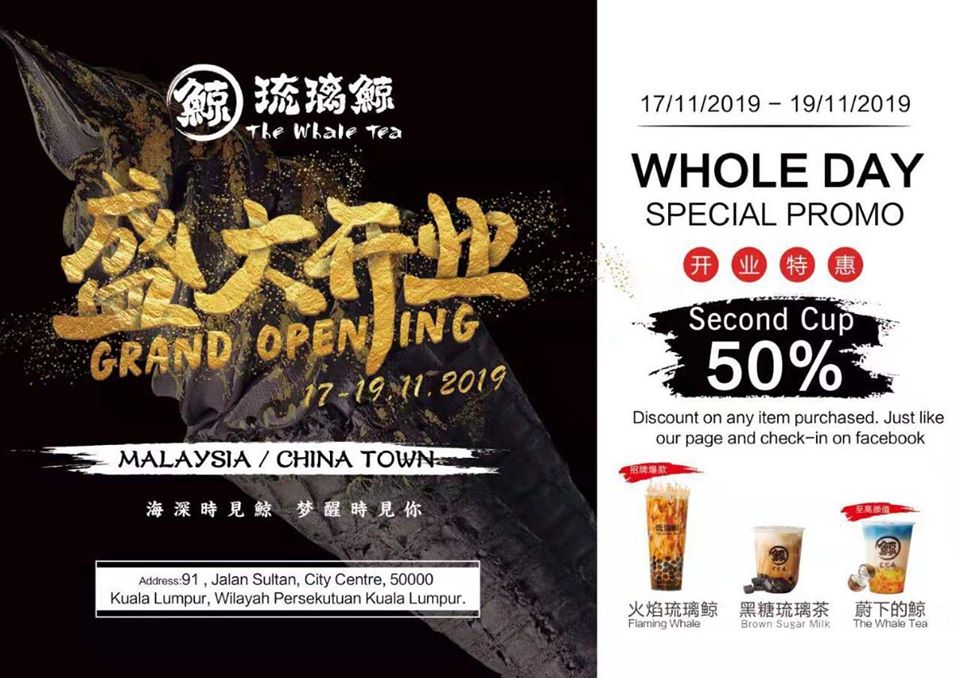 鯨 琉璃鯨
The Whale Tea
盛大开业
GRAND OPENING
17-19.11.2019
MALAYSIA / CHINA TOWN
海深時見鯨 梦醒時見你
Address:91 , Jalan Sultan, City Centre, 50000
Kuala Lumpur, Wilayah Persekutuan Kuala Lumpur.
17/11/2019 – 19/11/2019
WHOLE DAY
SPECIAL PROMO
开业特惠
Second Cup
50%
Discount on any item purchased. Just like
our page and check-in on facebook
招牌爆款
至高颜值
鯨
鯨
火焰琉璃鲸
Flaming Whale
黑糖琉璃茶
Brown Sugar Milk
蔚下的鲸
The Whale Tea